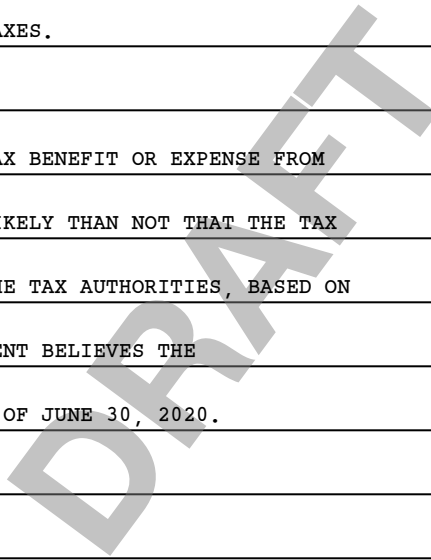 AXES.
AX BENEFIT OR EXPENSE FROM
IKELY THAN NOT THAT THE TAX
HE TAX AUTHORITIES, BASED ON
ENT BELIEVES THE
OF JUNE 30, 2020.
DRAFT